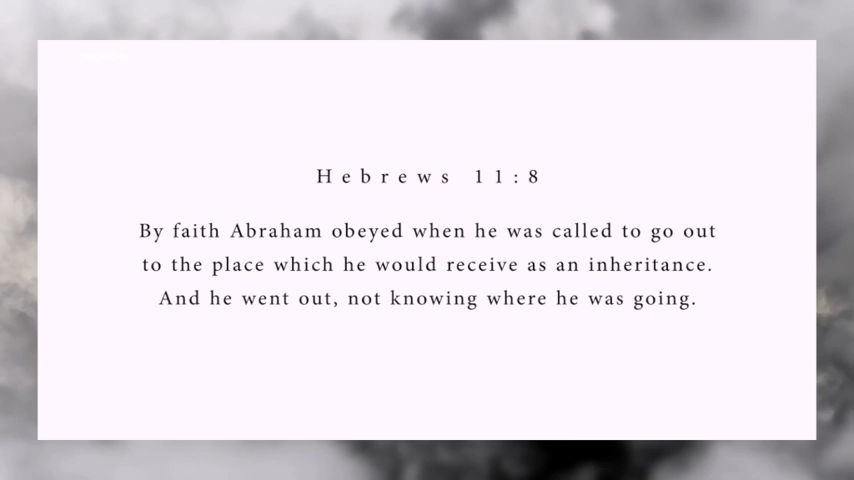 Hebrews 11:8
By faith Abraham obeyed when he was called to go out
to the place which he would receive as an inheritance.
And he went out, not knowing where he was going.